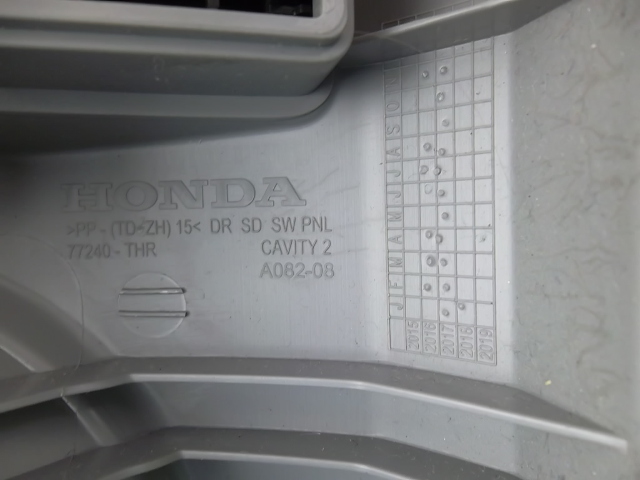 HONDA
>PP-(TD-ZH) 15< DR SD SW PNL
77240-THR CAVITY 2
A082-08
J F M A M J J A S O
2015
2016
2017
2016
2018